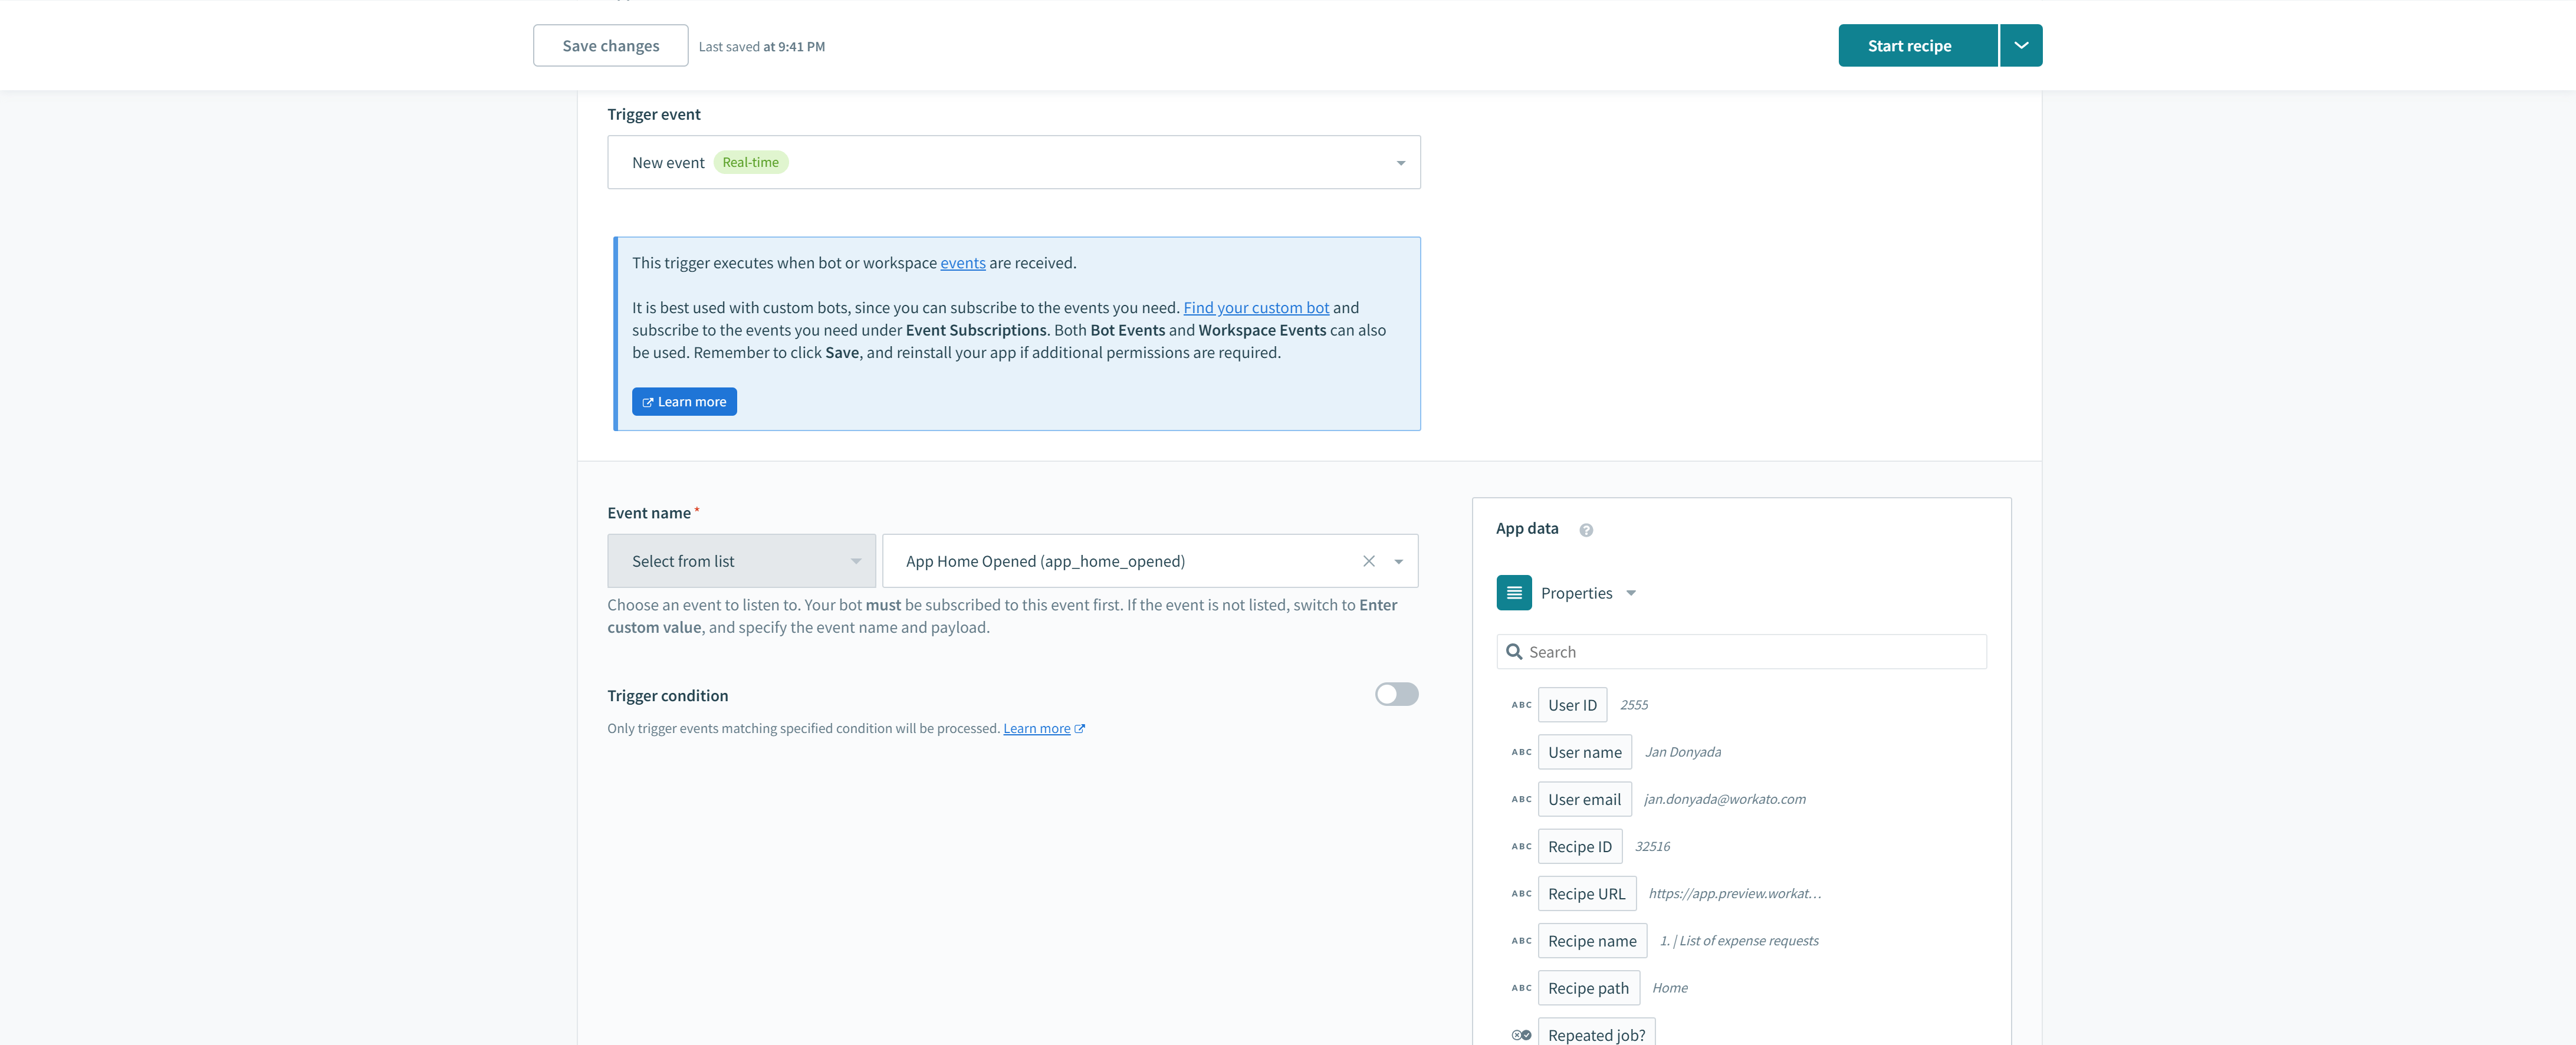 Save changes
Last saved at 9:41 PM
Start recipe
Trigger event
New event Real-time
This trigger executes when bot or workspace events are received.
It is best used with custom bots, since you can subscribe to the events you need. Find your custom bot and
subscribe to the events you need under Event Subscriptions. Both Bot Events and Workspace Events can also
be used. Remember to click Save, and reinstall your app if additional permissions are required.
Learn more
Event name *
Select from list
App Home Opened (app_home_opened)
Choose an event to listen to. Your bot must be subscribed to this event first. If the event is not listed, switch to Enter
custom value, and specify the event name and payload.
Trigger condition
Only trigger events matching specified condition will be processed. Learn more
App data ?
Properties
Search
ABC User ID 2555
ABC User name Jan Donyada
ABC User email jan.donyada@workato.com
ABC Recipe ID 32516
ABC Recipe URL https://app.preview.workat...
ABC Recipe name 1. | List of expense requests
ABC Recipe path Home
Repeated job?